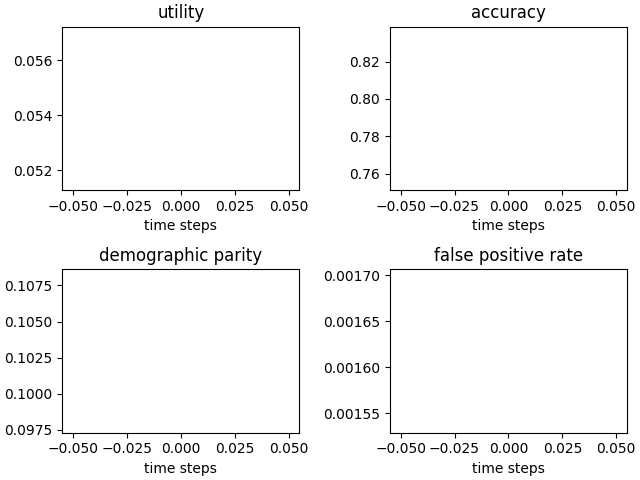 utility
0.056
0.054
0.052
−0.050 −0.025 0.000 0.025 0.050
time steps
accuracy
0.82
0.80
0.78
0.76
−0.050 −0.025 0.000 0.025 0.050
time steps
demographic parity
0.1075
0.1050
0.1025
0.1000
0.0975
−0.050 −0.025 0.000 0.025 0.050
time steps
false positive rate
0.00170
0.00165
0.00160
0.00155
−0.050 −0.025 0.000 0.025 0.050
time steps